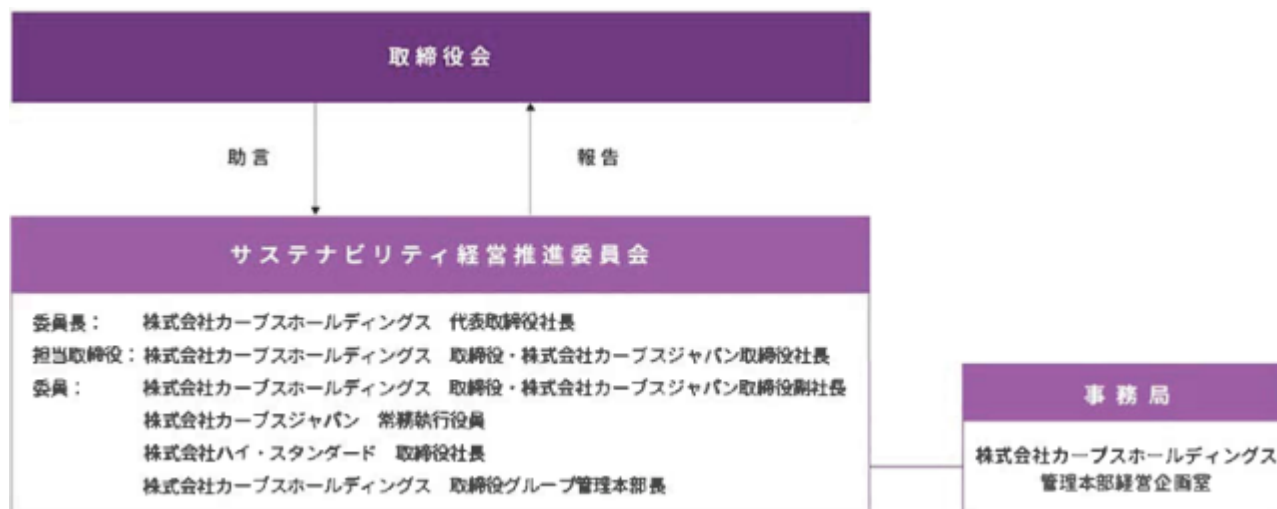 取締役会
助言
報告
サステナビリティ経営推進委員会
委員長： 株式会社カーブスホールディングス 代表取締役社長
担当取締役：株式会社カーブスホールディングス 取締役・株式会社カーブスジャパン取締役社長
委員： 株式会社カーブスホールディングス 取締役・株式会社カーブスジャパン取締役副社長
株式会社カーブスジャパン 常務執行役員
株式会社ハイ・スタンダード 取締役社長
株式会社カーブスホールディングス 取締役グループ管理本部長
事務局
株式会社カーブスホールディングス
管理本部経営企画室